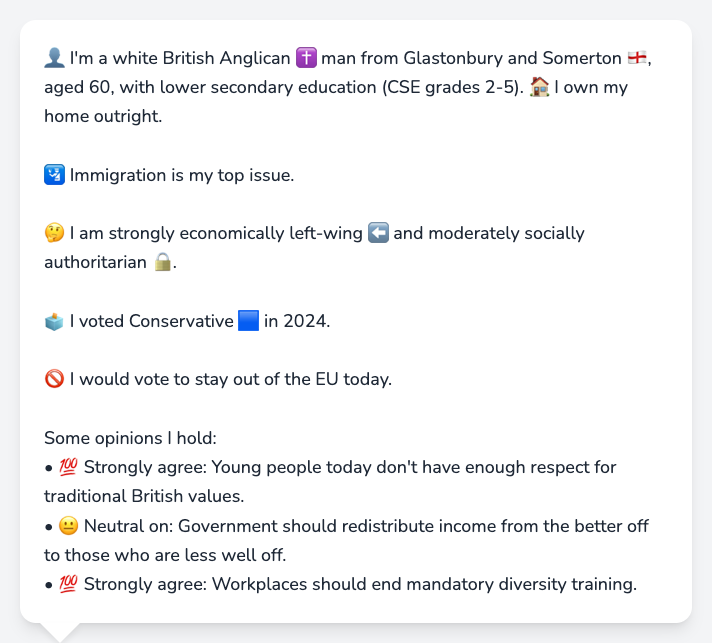 👤 I'm a white British Anglican ✝️ man from Glastonbury and Somerton 🏴󠁧󠁢󠁥󠁮󠁧󠁿,
aged 60, with lower secondary education (CSE grades 2-5). 🏠 I own my
home outright.
🛂 Immigration is my top issue.
🤔 I am strongly economically left-wing ⬅️ and moderately socially
authoritarian 🔒.
🗳️ I voted Conservative 🟦 in 2024.
🚫 I would vote to stay out of the EU today.
Some opinions I hold:
• 💯 Strongly agree: Young people today don't have enough respect for
traditional British values.
• 😐 Neutral on: Government should redistribute income from the better off
to those who are less well off.
• 💯 Strongly agree: Workplaces should end mandatory diversity training.